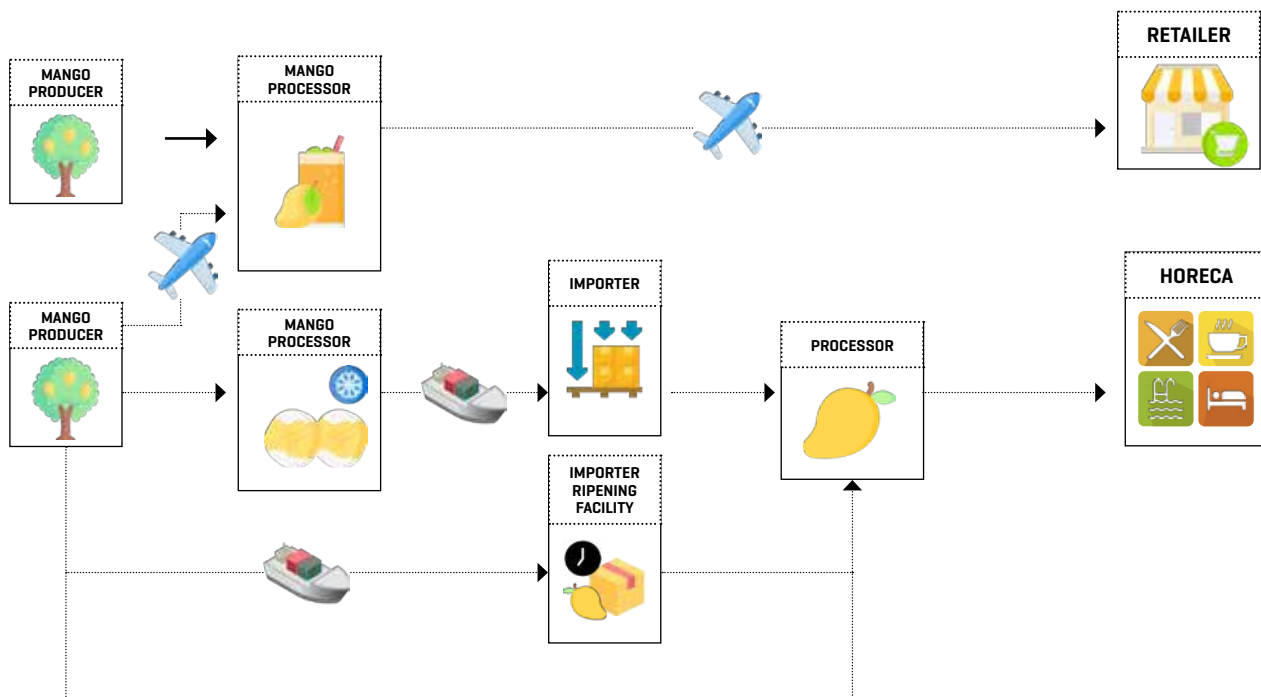 RETAILER
MANGO
PRODUCER
MANGO
PROCESSOR
HORECA
IMPORTER
MANGO
PRODUCER
MANGO
PROCESSOR
PROCESSOR
IMPORTER
RIPENING
FACILITY